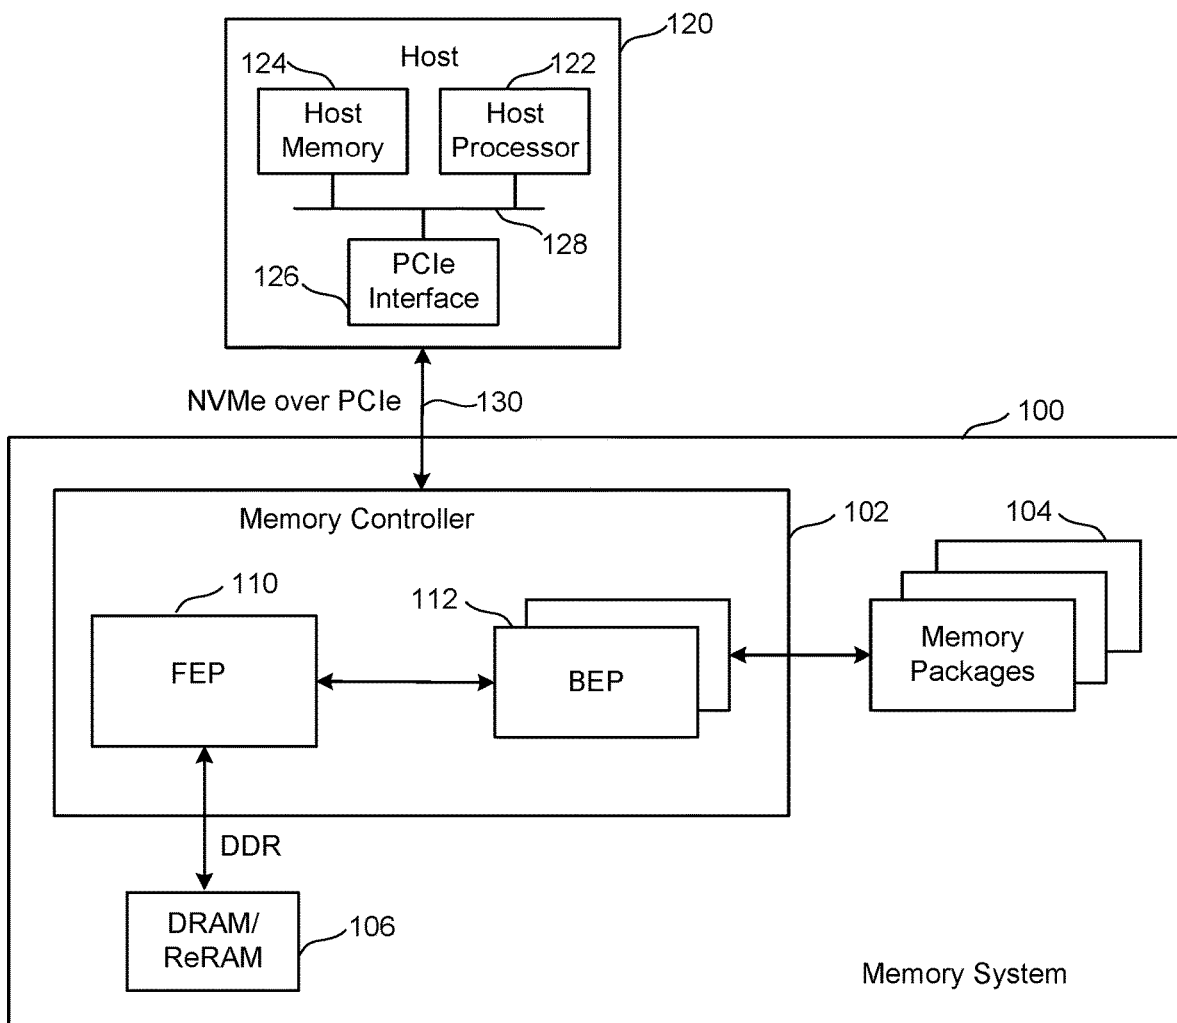 120
Host
124
122
Host
Memory
Host
Processor
128
126
PCIe
Interface
NVMe over PCIe
130
100
Memory Controller
102
104
110
112
FEP
BEP
Memory
Packages
DDR
DRAM/
ReRAM
106
Memory System